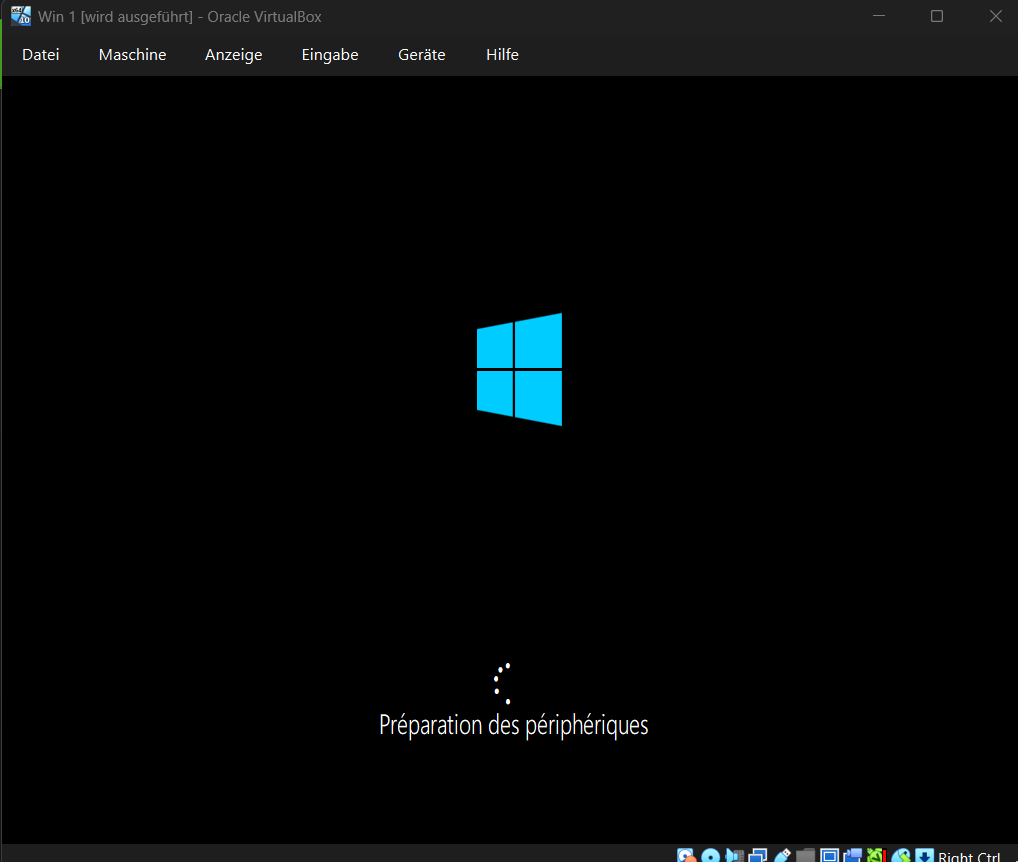 Win 1 [wird ausgeführt] - Oracle VirtualBox
Datei Maschine Anzeige Eingabe Geräte Hilfe
Préparation des périphériques
Right Ctrl